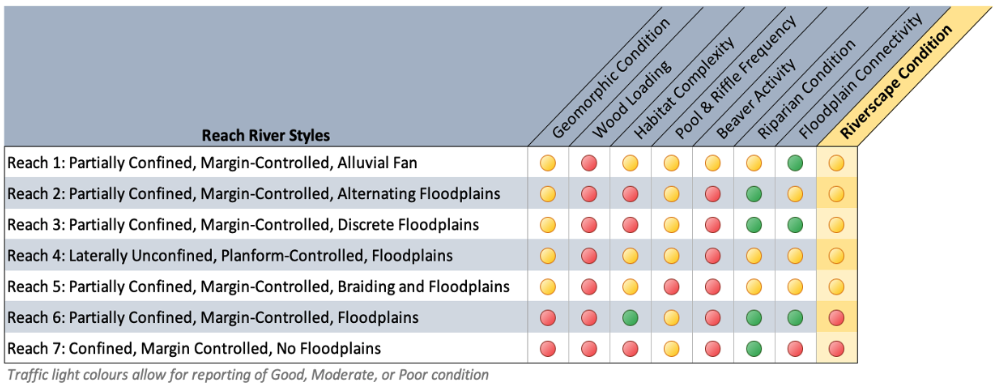 Geomorphic Condition
Wood Loading
Habitat Complexity
Pool & Riffle Frequency
Beaver Activity
Riparian Condition
Floodplain Connectivity
Riverscape Condition
Reach River Styles
Reach 1: Partially Confined, Margin-Controlled, Alluvial Fan
Reach 2: Partially Confined, Margin-Controlled, Alternating Floodplains
Reach 3: Partially Confined, Margin-Controlled, Discrete Floodplains
Reach 4: Laterally Unconfined, Planform-Controlled, Floodplains
Reach 5: Partially Confined, Margin-Controlled, Braiding and Floodplains
Reach 6: Partially Confined, Margin-Controlled, Floodplains
Reach 7: Confined, Margin Controlled, No Floodplains
Traffic light colours allow for reporting of Good, Moderate, or Poor condition